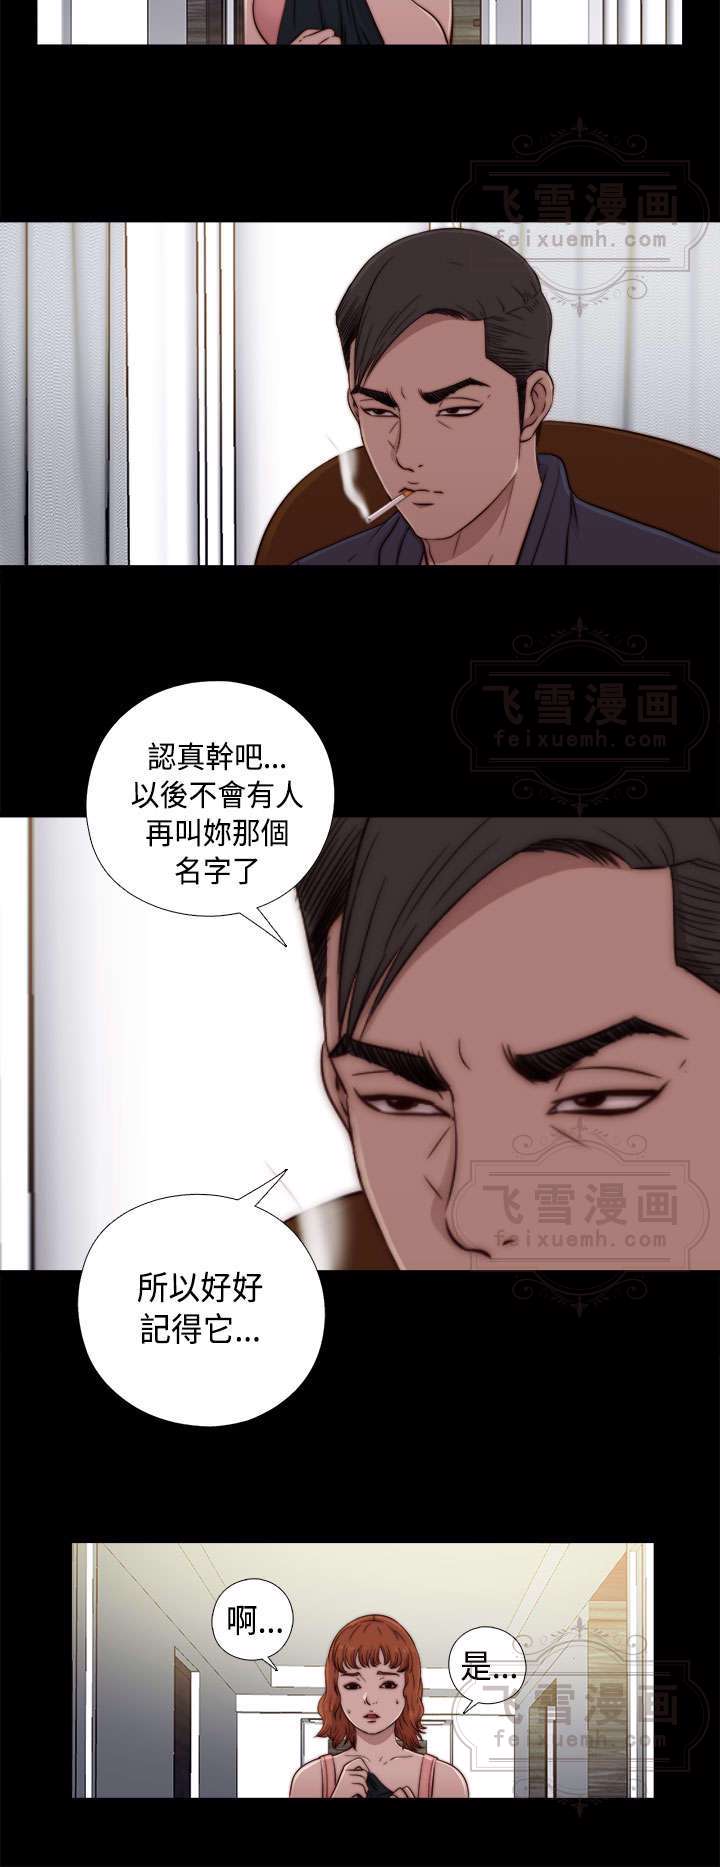 飞雪漫画
feixuemh.com
飞雪漫画
feixuemh.com
認真幹吧...
以後不會有人
再叫妳那個
名字了
飞雪漫画
feixuemh.com
所以好好
記得它...
啊...
是...
飞雪漫画
feixuemh.com